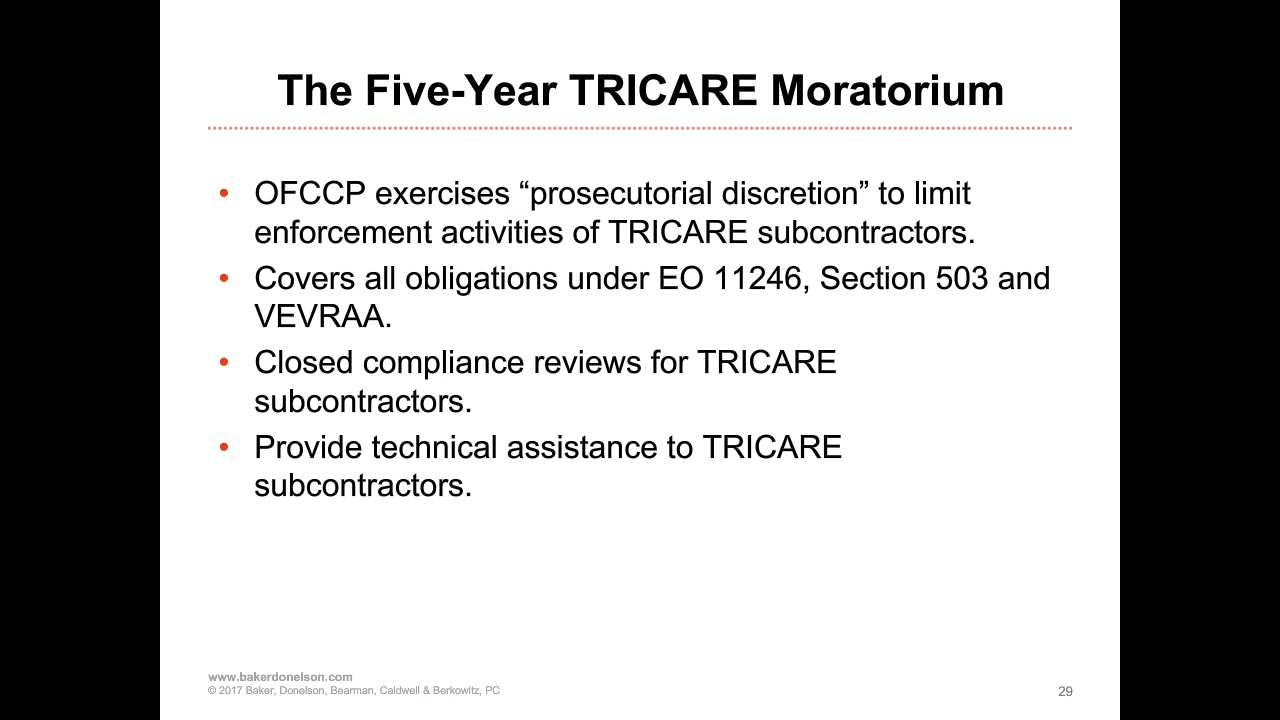 The Five-Year TRICARE Moratorium
• OFCCP exercises “prosecutorial discretion” to limit
enforcement activities of TRICARE subcontractors.
• Covers all obligations under EO 11246, Section 503 and
VEVRAA.
• Closed compliance reviews for TRICARE
subcontractors.
• Provide technical assistance to TRICARE
subcontractors.
www.bakerdonelson.com
© 2017 Baker, Donelson, Bearman, Caldwell & Berkowitz, PC
29